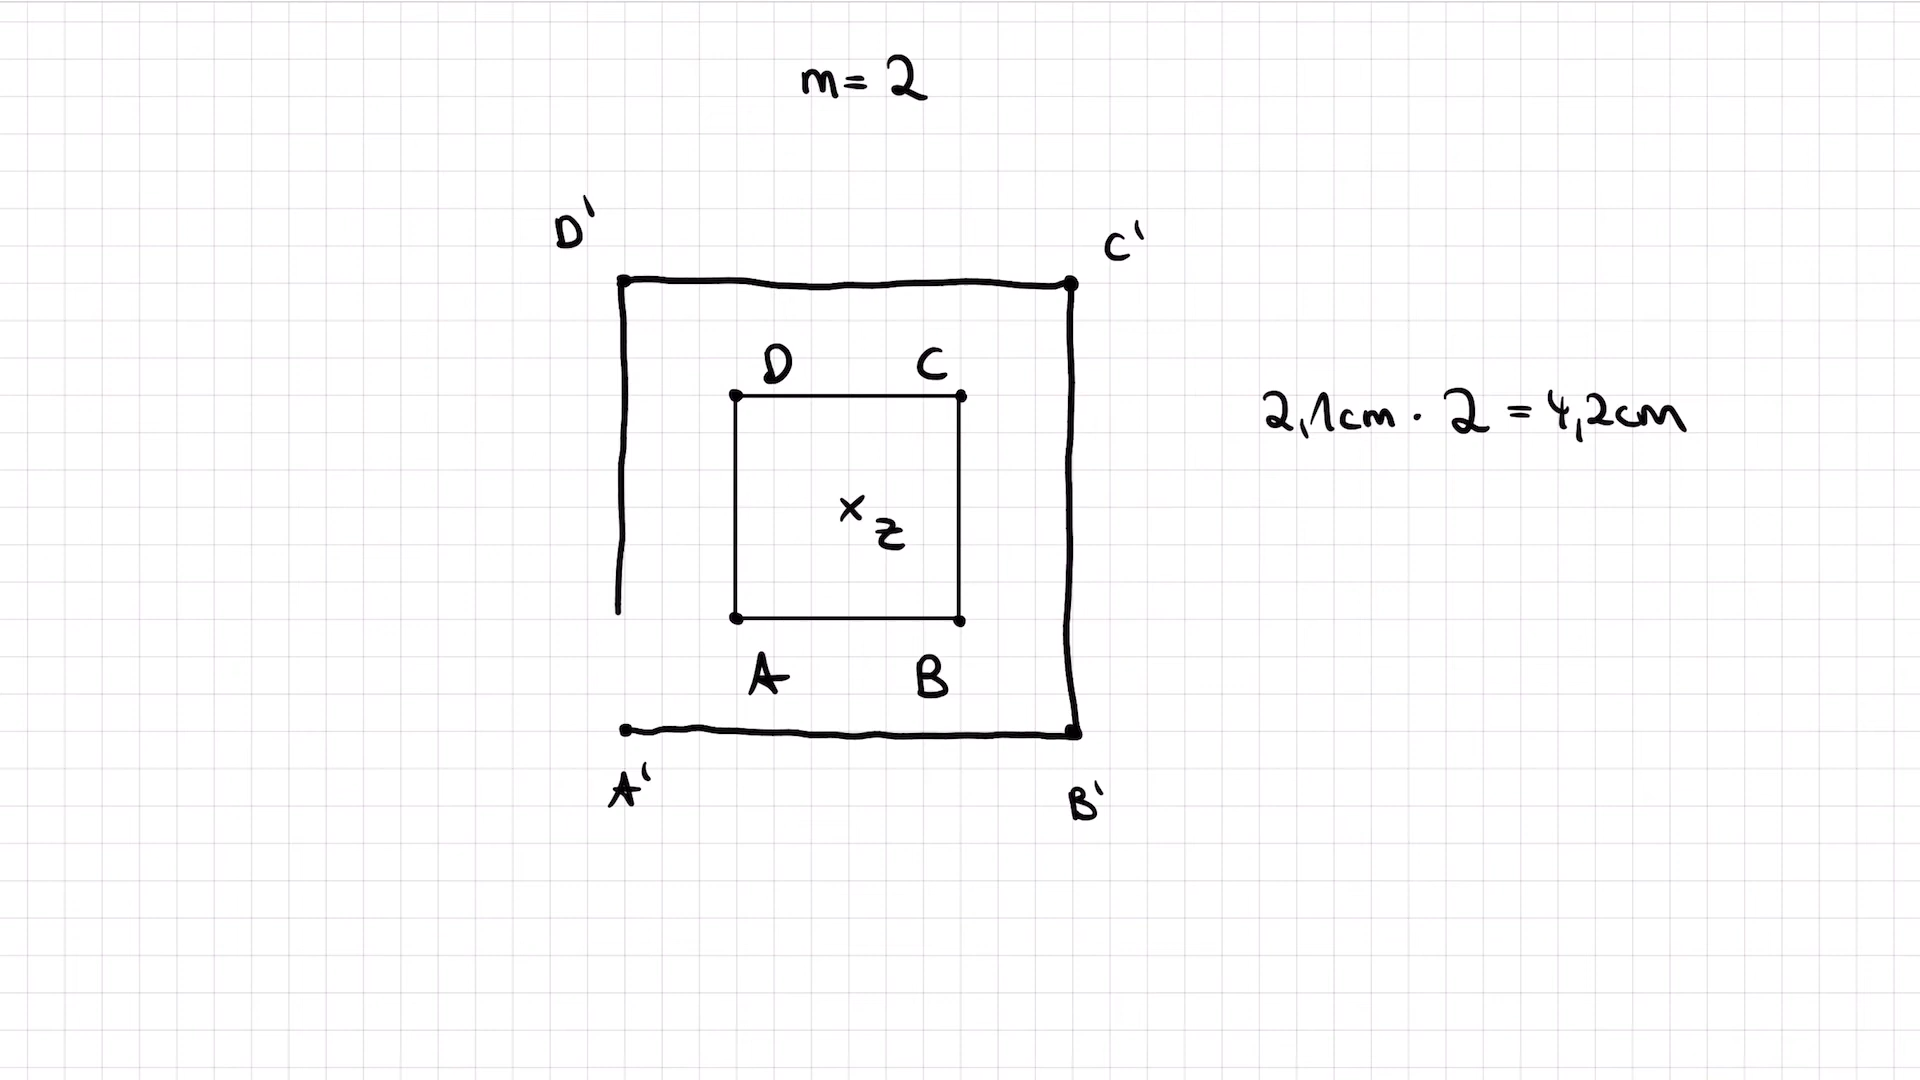 m = 2
D' C'
D C
2,1cm · 2 = 4,2cm
x z
A B
A' B'